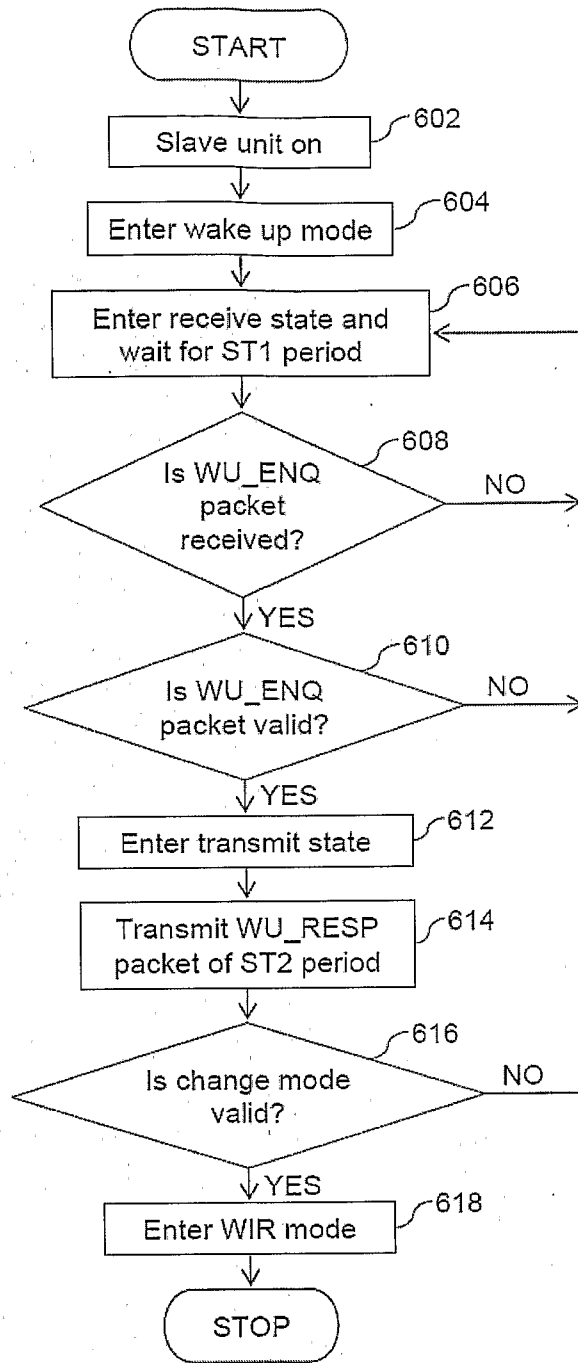 START
602
Slave unit on
604
Enter wake up mode
606
Enter receive state and
wait for ST1 period
608
Is WU_ENQ
packet
received?
NO
YES
610
Is WU_ENQ
packet valid?
NO
YES
612
Enter transmit state
614
Transmit WU_RESP
packet of ST2 period
616
Is change mode
valid?
NO
YES
618
Enter WIR mode
STOP